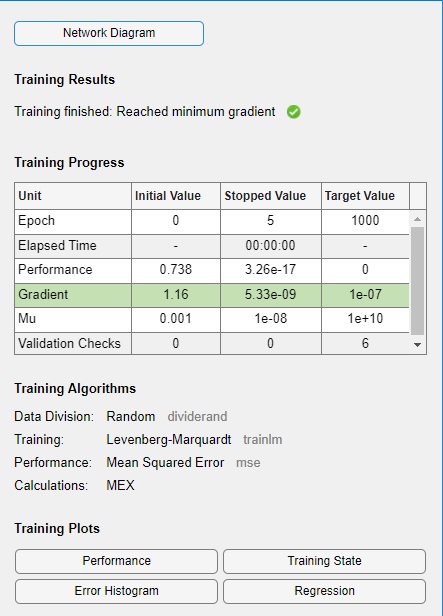 Network Diagram
Training Results
Training finished: Reached minimum gradient
Training Progress
Unit Initial Value Stopped Value Target Value
Epoch 0 5 1000
Elapsed Time - 00:00:00 -
Performance 0.738 3.26e-17 0
Gradient 1.16 5.33e-09 1e-07
Mu 0.001 1e-08 1e+10
Validation Checks 0 0 6
Training Algorithms
Data Division: Random dividerand
Training: Levenberg-Marquardt trainlm
Performance: Mean Squared Error mse
Calculations: MEX
Training Plots
Performance Training State
Error Histogram Regression